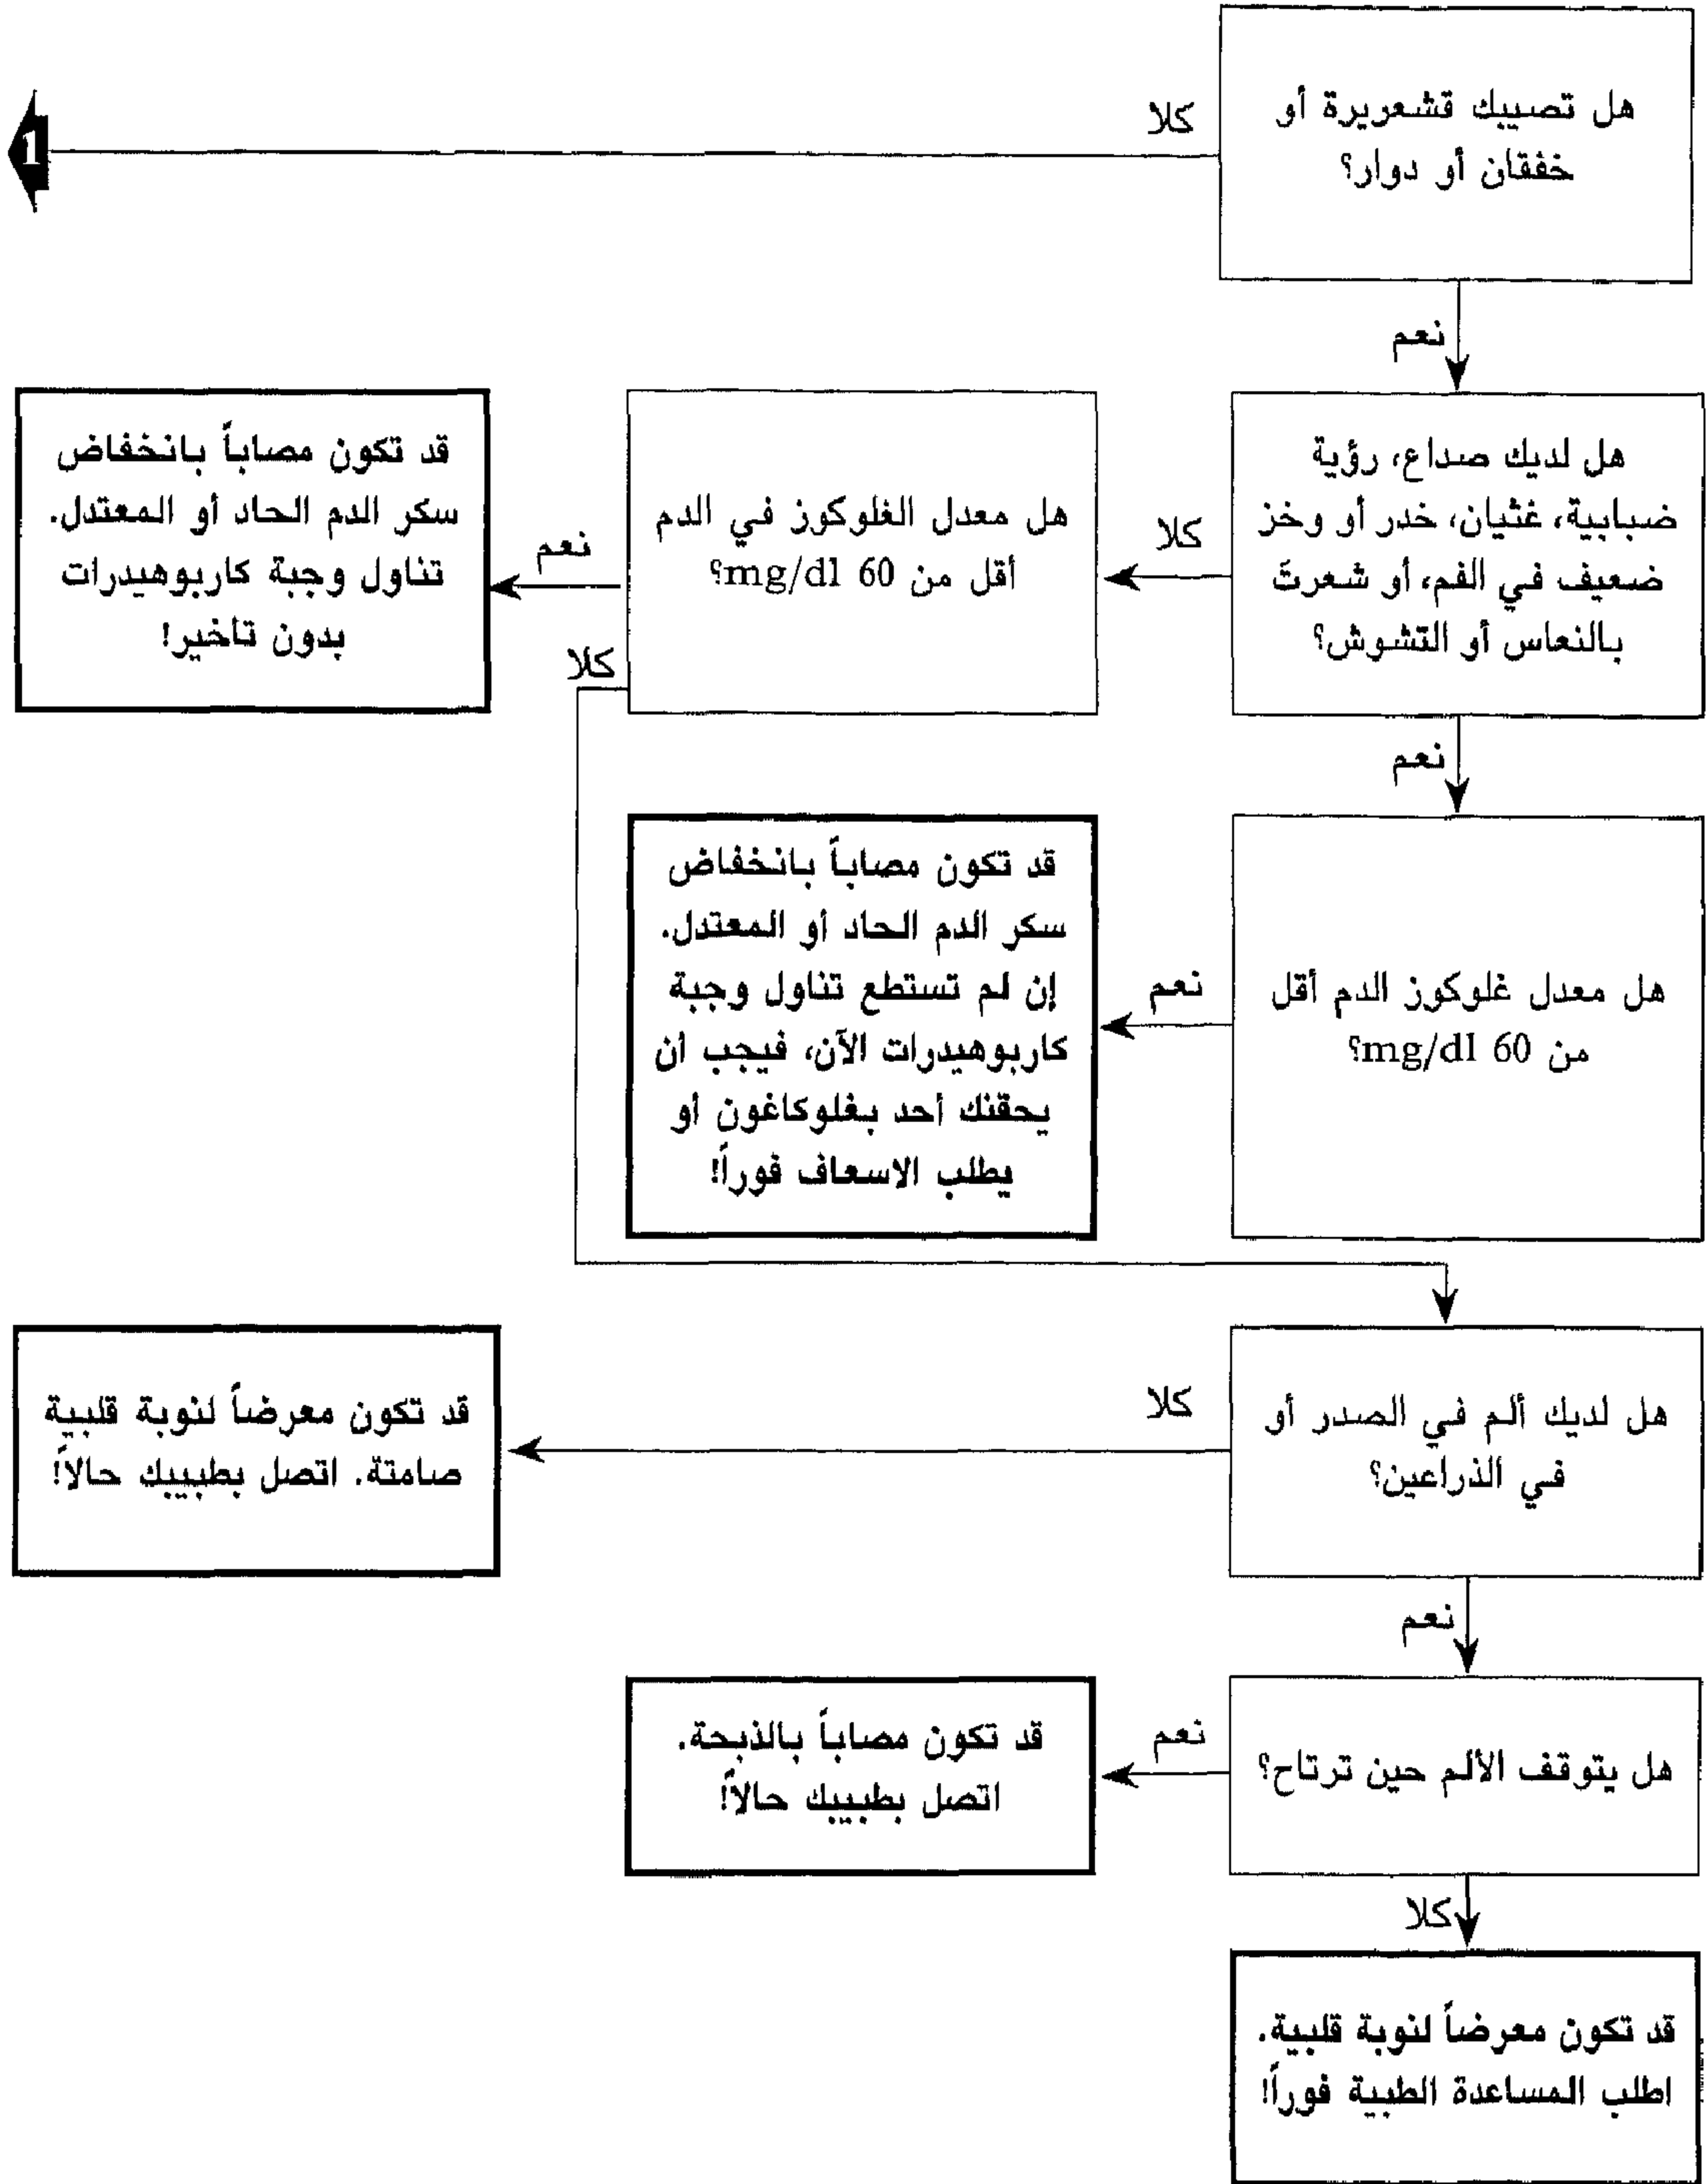 هل تصيبك قشعريرة أو
خفقان أو دوار؟
كلا
1
نعم
هل لديك صداع، رؤية
ضبابية، غثيان، خدر أو وخز
ضعيف في الفم، أو شعرتَ
بالنعاس أو التشوش؟
كلا
هل معدل الغلوكوز في الدم
أقل من 60 mg/dl؟
نعم
قد تكون مصاباً بانخفاض
سكر الدم الحاد أو المعتدل.
تناول وجبة كاربوهيدرات
بدون تاخير!
كلا
نعم
هل معدل غلوكوز الدم أقل
من 60 mg/dl؟
نعم
قد تكون مصاباً بانخفاض
سكر الدم الحاد أو المعتدل.
إن لم تستطع تناول وجبة
كاربوهيدرات الآن، فيجب أن
يحقنك أحد بغلوكاغون أو
يطلب الاسعاف فوراً!
هل لديك ألم في الصدر أو
في الذراعين؟
كلا
قد تكون معرضاً لنوبة قلبية
صامتة. اتصل بطبيبك حالاً!
نعم
هل يتوقف الألم حين ترتاح؟
نعم
قد تكون مصاباً بالذبحة.
اتصل بطبيبك حالاً!
كلا
قد تكون معرضاً لنوبة قلبية.
اطلب المساعدة الطبية فوراً!